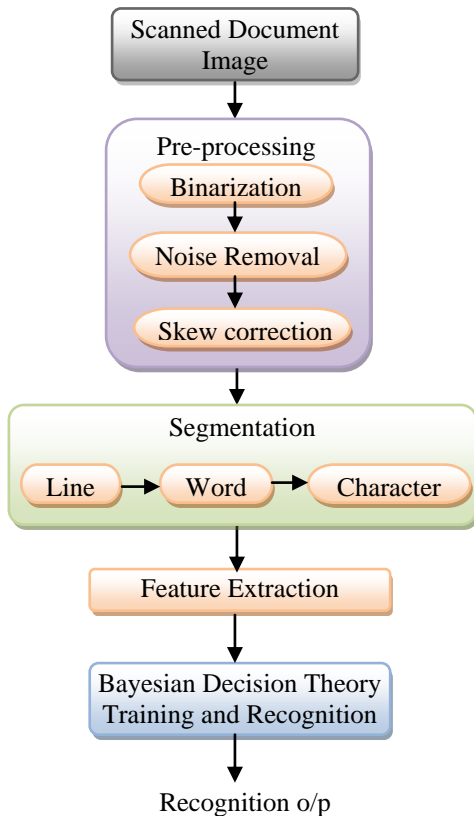 Scanned Document
Image
Pre-processing
Binarization
Noise Removal
Skew correction
Segmentation
Line
Word
Character
Feature Extraction
Bayesian Decision Theory
Training and Recognition
Recognition o/p